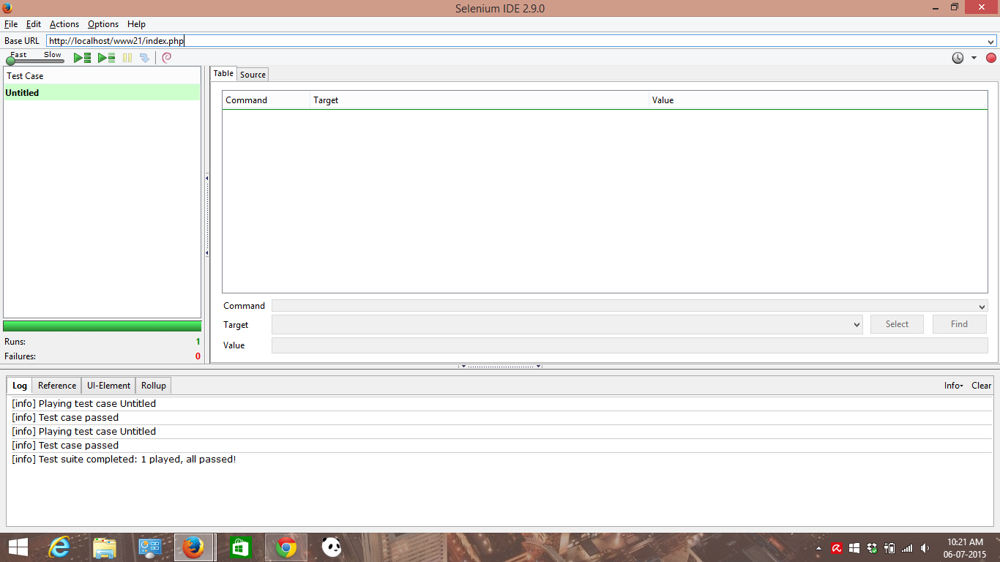 Selenium IDE 2.9.0
File Edit Actions Options Help
Base URL http://localhost/www21/index.php
Fast Slow
Test Case
Untitled
Table Source
Command Target Value
Command
Target Select Find
Value
Runs: 1
Failures: 0
Log Reference UI-Element Rollup Info Clear
[info] Playing test case Untitled
[info] Test case passed
[info] Playing test case Untitled
[info] Test case passed
[info] Test suite completed: 1 played, all passed!
10:21 AM
06-07-2015